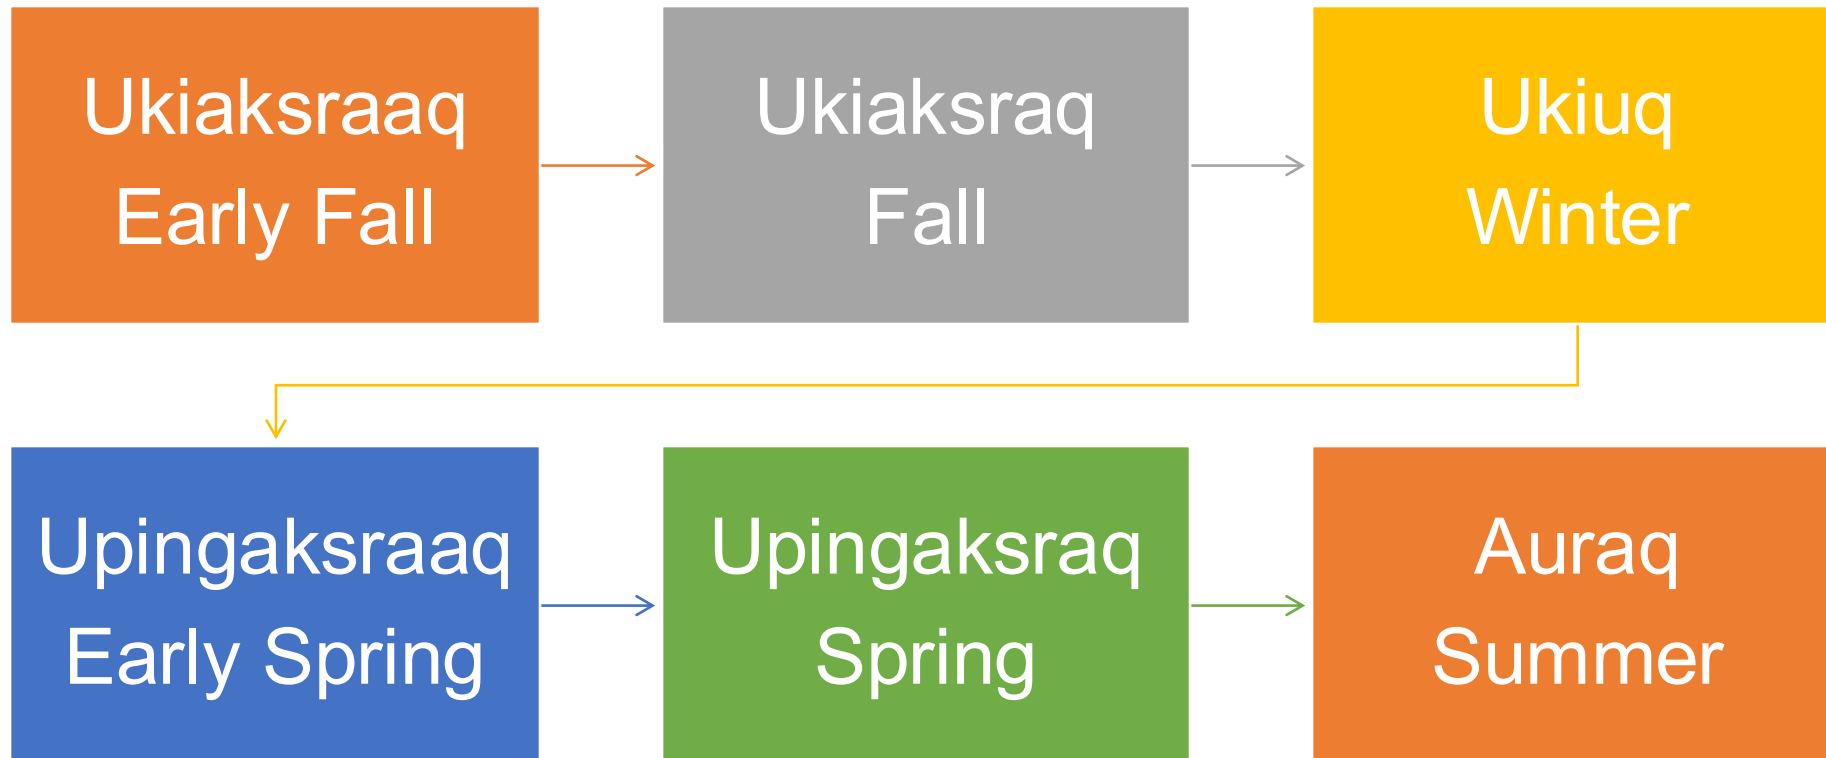 Ukiaksraaq
Early Fall
Ukiaksraq
Fall
Ukiuq
Winter
Upingaksraaq
Early Spring
Upingaksraq
Spring
Auraq
Summer